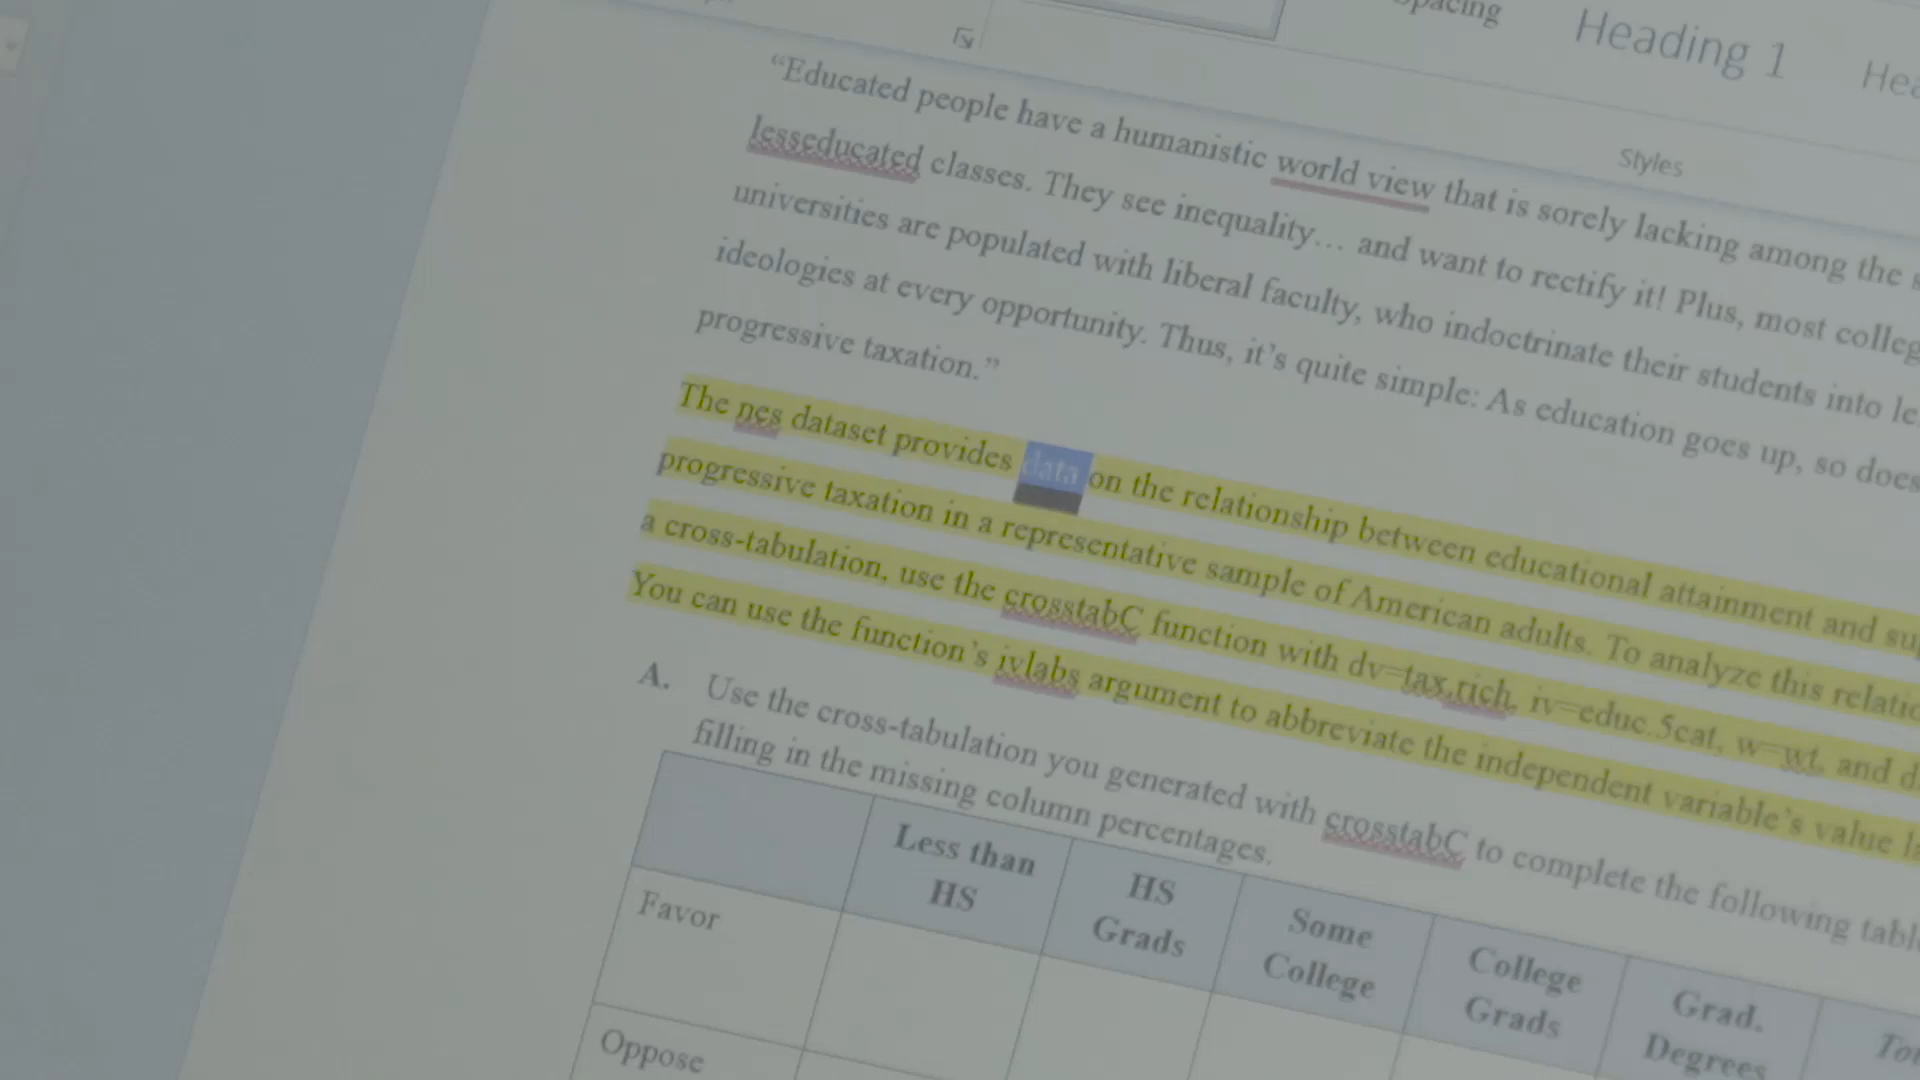 Spacing
Heading 1
Hea
Styles
“Educated people have a humanistic world view that is sorely lacking among the s
lesseducated classes. They see inequality… and want to rectify it! Plus, most colleg
universities are populated with liberal faculty, who indoctrinate their students into le
ideologies at every opportunity. Thus, it’s quite simple: As education goes up, so does
progressive taxation.”
The nes dataset provides data on the relationship between educational attainment and su
progressive taxation in a representative sample of American adults. To analyze this relatio
a cross-tabulation, use the crosstabC function with dv=tax.rich, iv=educ.5cat, w=wt, and d
You can use the function’s ivlabs argument to abbreviate the independent variable’s value la
A. Use the cross-tabulation you generated with crosstabC to complete the following tabl
filling in the missing column percentages.
Less than HS
HS Grads
Some College
College Grads
Grad. Degrees
Tot
Favor
Oppose